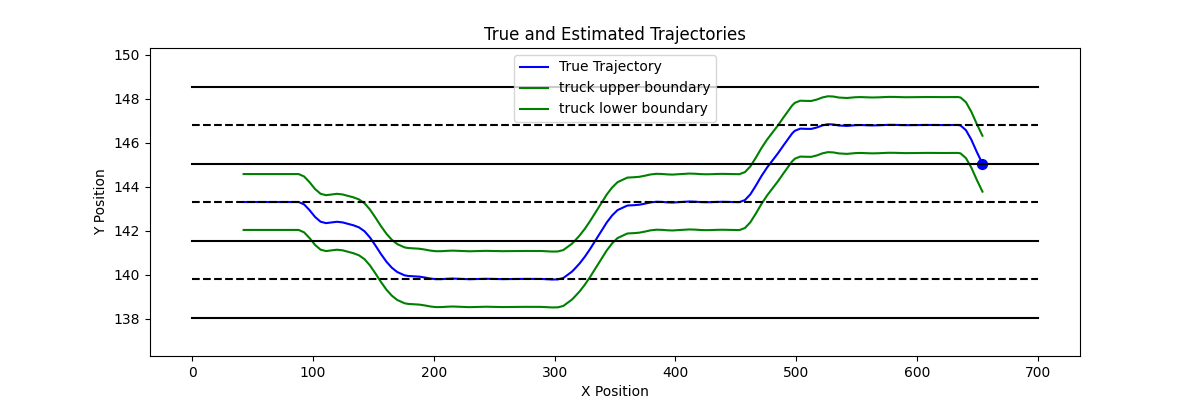 True and Estimated Trajectories
True Trajectory
truck upper boundary
truck lower boundary
Y Position
150
148
146
144
142
140
138
0 100 200 300 400 500 600 700
X Position